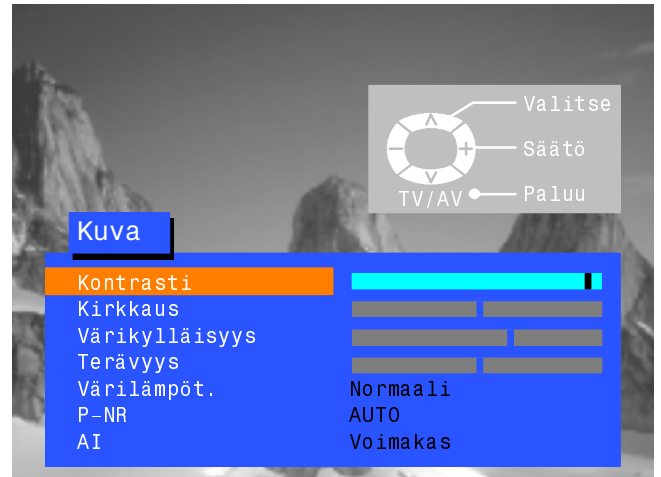 Valitse
Säätö
TV/AV Paluu
Kuva
Kontrasti
Kirkkaus
Värikylläisyys
Terävyys
Värilämpöt. Normaali
P-NR AUTO
AI Voimakas